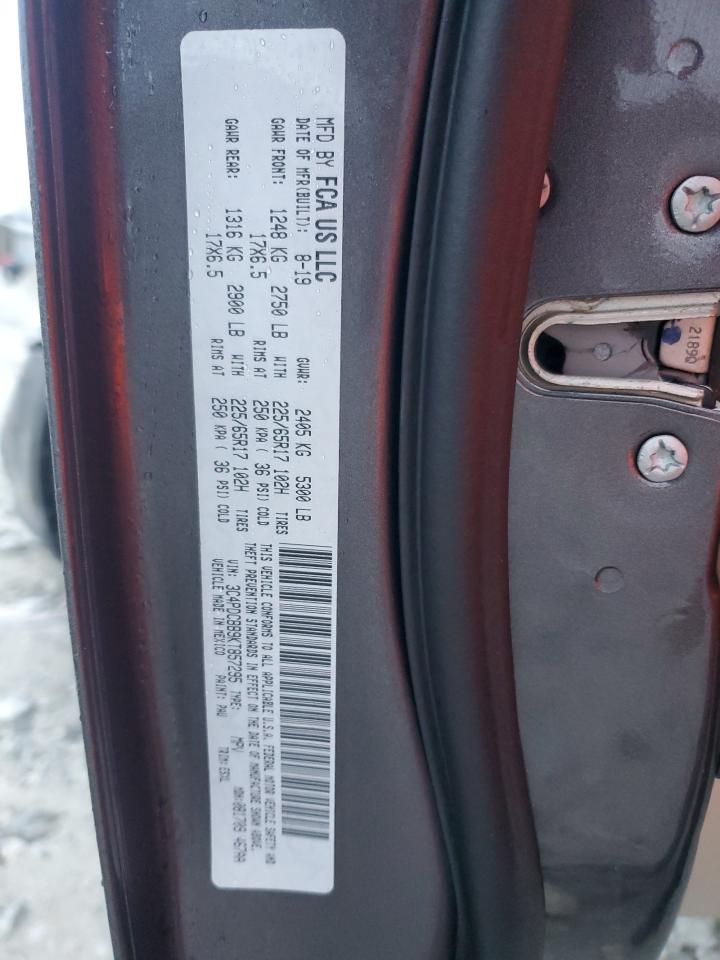 MFD BY FCA US LLC
DATE OF MFR(BUILT): 8-19 GVWR: 2405 KG 5300 LB
GAWR FRONT: 1248 KG 2750 LB WITH 225/65R17 102H TIRES
17X6.5 RIMS AT 250 KPA ( 36 PSI) COLD
GAWR REAR: 1316 KG 2900 LB WITH 225/65R17 102H TIRES
17X6.5 RIMS AT 250 KPA ( 36 PSI) COLD
THIS VEHICLE CONFORMS TO ALL APPLICABLE U.S.A. FEDERAL MOTOR VEHICLE SAFETY AND
THEFT PREVENTION STANDARDS IN EFFECT ON THE DATE OF MANUFACTURE SHOWN ABOVE.
VIN: 3C4PDCBB9KT857295 TYPE: MPV
VEHICLE MADE IN MEXICO PAINT: PAU TRIM:
21890